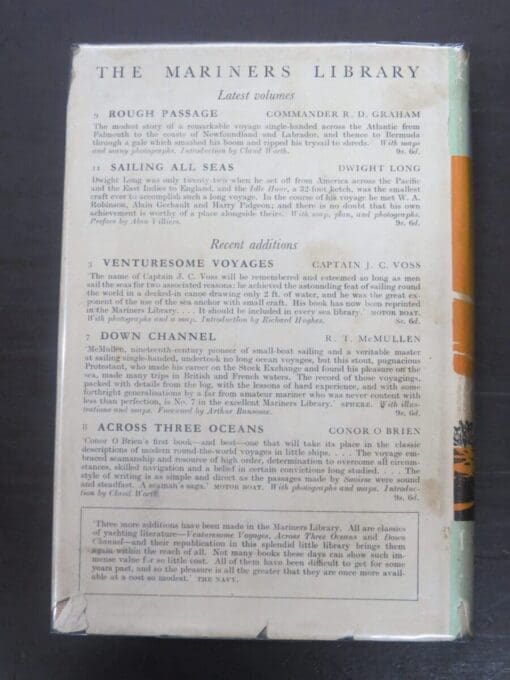 THE MARINERS LIBRARY
Latest volumes
9 ROUGH PASSAGE COMMANDER R. D. GRAHAM
The modest story of a remarkable voyage single-handed across the Atlantic from
Falmouth to the coasts of Newfoundland and Labrador, and thence to Bermuda
through a gale which smashed his boom and ripped his trysail to shreds. With maps
and many photographs. Introduction by Claud Worth. 9s. 6d.
11 SAILING ALL SEAS DWIGHT LONG
Dwight Long was only twenty-two when he set off from America across the Pacific
and the East Indies to England, and the Idle Hour, a 32-foot ketch, was the smallest
craft ever to accomplish such a long voyage. In the course of his voyage he met W. A.
Robinson, Alain Gerbault and Harry Pidgeon; and there is no doubt that his own
achievement is worthy of a place alongside theirs. With map, plan, and photographs.
Preface by Alan Villiers. 9s. 6d.
Recent additions
3 VENTURESOME VOYAGES CAPTAIN J. C. VOSS
'The name of Captain J. C. Voss will be remembered and esteemed so long as men
sail the seas for two associated reasons: he achieved the astounding feat of sailing round
the world in a decked-in canoe drawing only 2 ft. of water, and he was the great ex-
ponent of the use of the sea anchor with small craft. His book has now been reprinted
in the Mariners Library. . . . It should be included in every sea library.' MOTOR BOAT.
With photographs and a map. Introduction by Richard Hughes. 8s. 6d.
7 DOWN CHANNEL R. T. McMULLEN
'McMullen, nineteenth-century pioneer of small-boat sailing and a veritable master
at sailing single-handed, undertook no long ocean voyages, but this stout, pugnacious
Protestant, who made his career on the Stock Exchange and found his pleasure on the
sea, made many trips in British and French waters. The record of those voyagings,
packed with details from the log, with the lessons of hard experience, and with some
forthright generalisations by a far from amateur mariner who was never content with
less than perfection, is No. 7 in the excellent Mariners Library.' SPHERE. With illus-
trations and maps. Foreword by Arthur Ransome. 9s. 6d.
8 ACROSS THREE OCEANS CONOR O BRIEN
'Conor O Brien's first book—and best—one that will take its place in the classic
descriptions of modern round-the-world voyages in little ships. . . . The voyage em-
braced seamanship and resource of high order, determination to overcome all circum-
stances, skilled navigation and a belief in certain convictions long studied. . . . The
style of writing is as simple and direct as the passages made by Saoirse were sound
and steadfast. A seaman's saga.' MOTOR BOAT. With photographs and maps. Introduc-
tion by Claud Worth. 9s. 6d.
'Three more additions have been made in the Mariners Library. All are classics
of yachting literature—Venturesome Voyages, Across Three Oceans and Down
Channel—and their republication in this splendid little library brings them
again within the reach of all. Not many books these days can show such im-
mense value for so little cost. All of them have been difficult to get for some
years past, and so the pleasure is all the greater that they are once more avail-
able at a cost so modest.' THE NAVY.